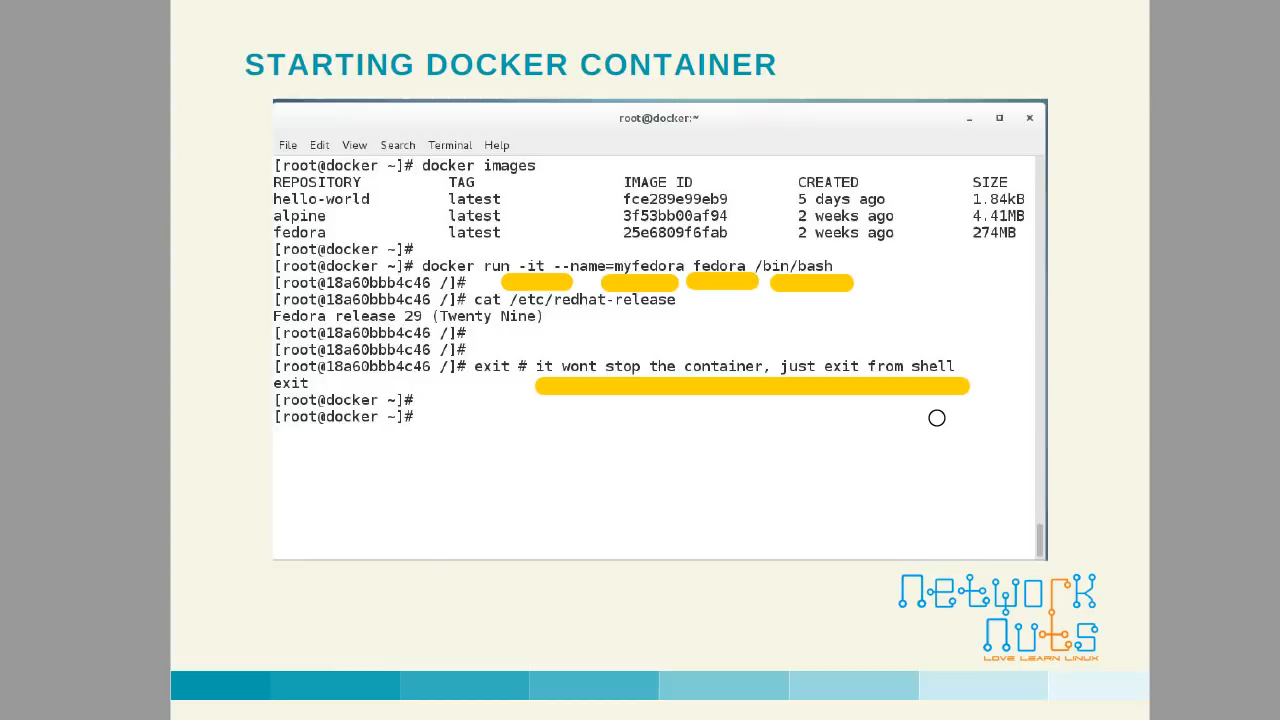 STARTING DOCKER CONTAINER
root@docker:~
File Edit View Search Terminal Help
[root@docker ~]# docker images
REPOSITORY TAG IMAGE ID CREATED SIZE
hello-world latest fce289e99eb9 5 days ago 1.84kB
alpine latest 3f53bb00af94 2 weeks ago 4.41MB
fedora latest 25e6809f6fab 2 weeks ago 274MB
[root@docker ~]#
[root@docker ~]# docker run -it --name=myfedora fedora /bin/bash
[root@18a60bbb4c46 /]#
[root@18a60bbb4c46 /]# cat /etc/redhat-release
Fedora release 29 (Twenty Nine)
[root@18a60bbb4c46 /]#
[root@18a60bbb4c46 /]#
[root@18a60bbb4c46 /]# exit # it wont stop the container, just exit from shell
exit
[root@docker ~]#
[root@docker ~]#
network
nuts
LOVE LEARN LINUX